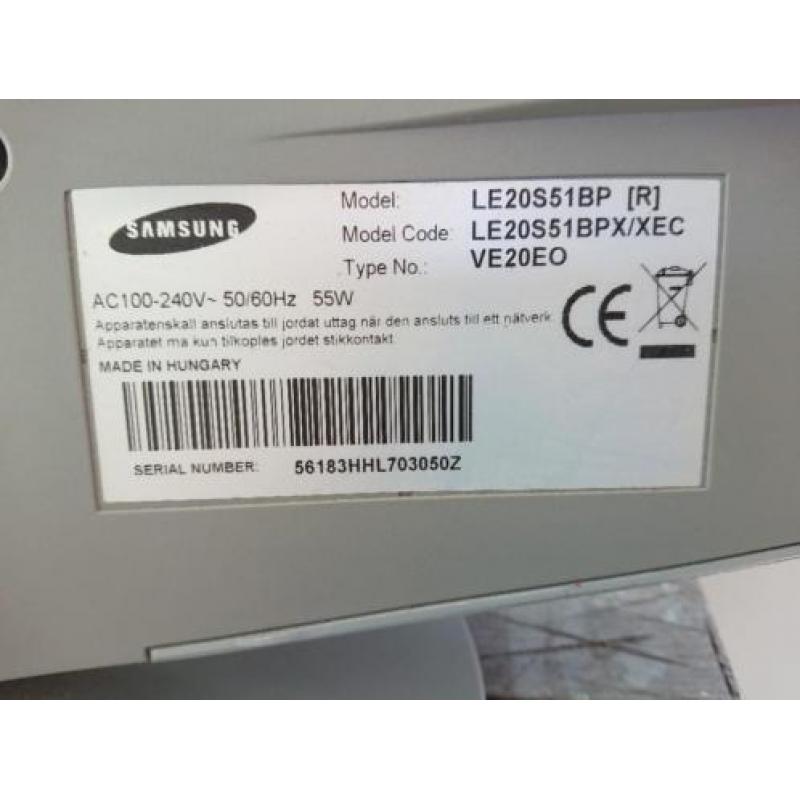 SAMSUNG
Model: LE20S51BP [R]
Model Code: LE20S51BPX/XEC
Type No.: VE20EO
AC100-240V~ 50/60Hz 55W
Apparatenskall anslutas till jordat uttag när den ansluts till ett nätverk.
Apparatet ma kun tilkoples jordet stikkontakt
MADE IN HUNGARY
SERIAL NUMBER: 56183HHL703050Z
CE